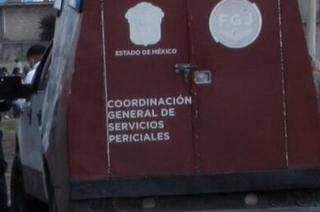 FGJ
ESTADO DE MÉXICO
COORDINACIÓN
GENERAL DE
SERVICIOS
PERICIALES